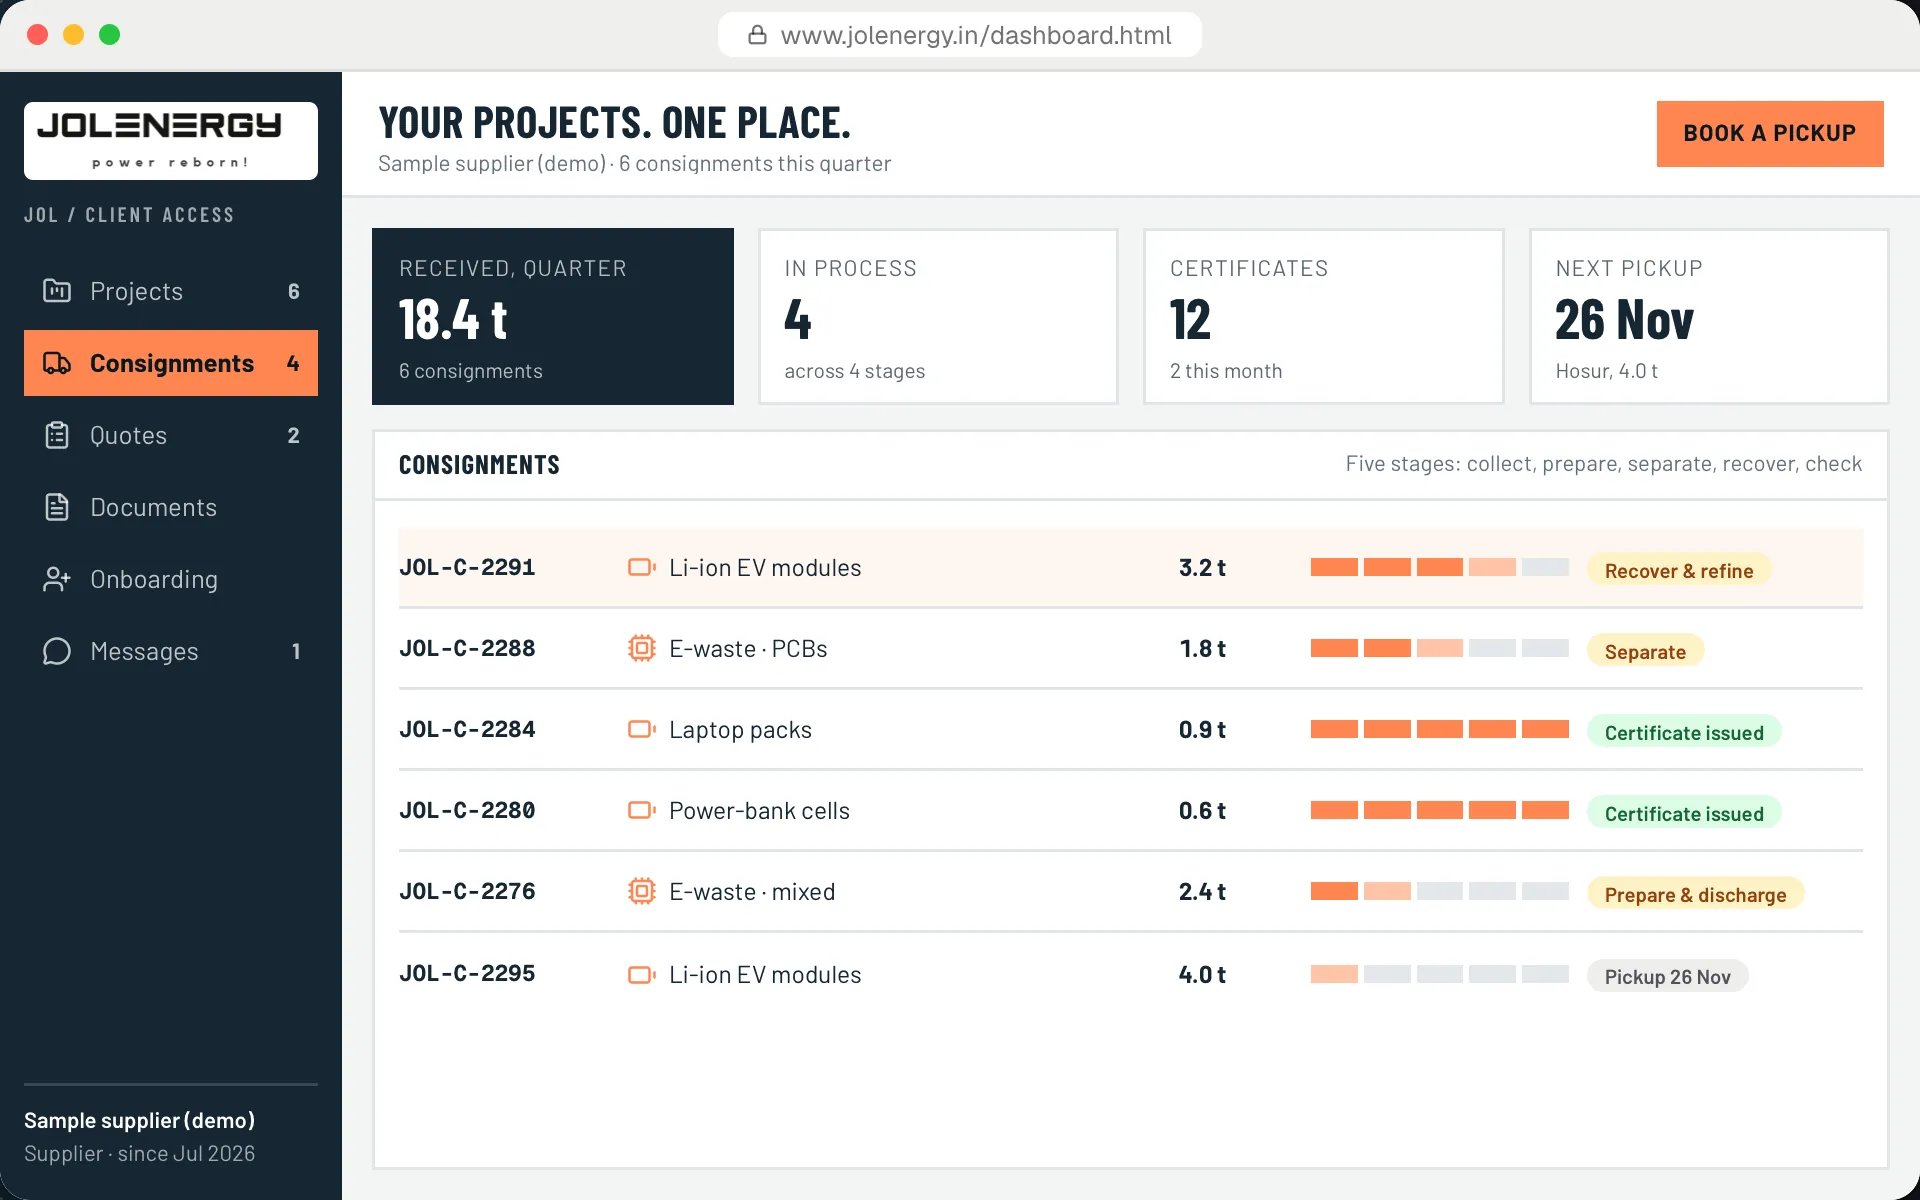 www.jolenergy.in/dashboard.html
JOLENERGY
power reborn!
JOL / CLIENT ACCESS
Projects 6
Consignments 4
Quotes 2
Documents
Onboarding
Messages 1
Sample supplier (demo)
Supplier · since Jul 2026
YOUR PROJECTS. ONE PLACE.
Sample supplier (demo) · 6 consignments this quarter
BOOK A PICKUP
RECEIVED, QUARTER
18.4 t
6 consignments
IN PROCESS
4
across 4 stages
CERTIFICATES
12
2 this month
NEXT PICKUP
26 Nov
Hosur, 4.0 t
CONSIGNMENTS
Five stages: collect, prepare, separate, recover, check
JOL-C-2291 Li-ion EV modules 3.2 t Recover & refine
JOL-C-2288 E-waste · PCBs 1.8 t Separate
JOL-C-2284 Laptop packs 0.9 t Certificate issued
JOL-C-2280 Power-bank cells 0.6 t Certificate issued
JOL-C-2276 E-waste · mixed 2.4 t Prepare & discharge
JOL-C-2295 Li-ion EV modules 4.0 t Pickup 26 Nov